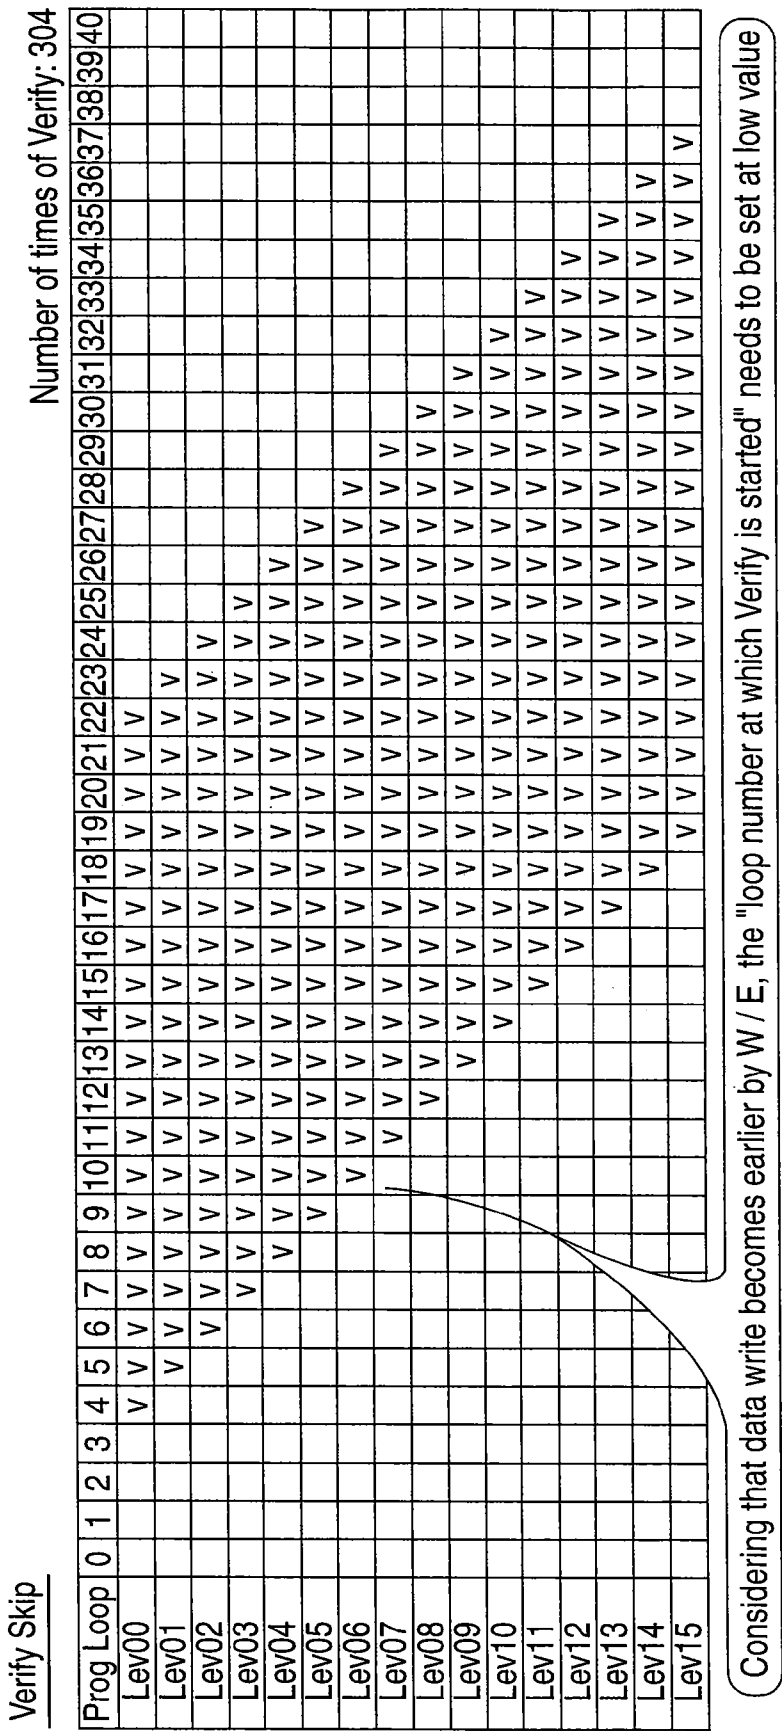 Verify Skip
Number of times of Verify: 304
Prog Loop 0 1 2 3 4 5 6 7 8 9 10 11 12 13 14 15 16 17 18 19 20 21 22 23 24 25 26 27 28 29 30 31 32 33 34 35 36 37 38 39 40
Lev00 V V V V V V V V V V V V V V V V V V V
Lev01 V V V V V V V V V V V V V V V V V V V
Lev02 V V V V V V V V V V V V V V V V V V V
Lev03 V V V V V V V V V V V V V V V V V V V
Lev04 V V V V V V V V V V V V V V V V V V V
Lev05 V V V V V V V V V V V V V V V V V V V
Lev06 V V V V V V V V V V V V V V V V V V V
Lev07 V V V V V V V V V V V V V V V V V V V
Lev08 V V V V V V V V V V V V V V V V V V V
Lev09 V V V V V V V V V V V V V V V V V V V
Lev10 V V V V V V V V V V V V V V V V V V V
Lev11 V V V V V V V V V V V V V V V V V V V
Lev12 V V V V V V V V V V V V V V V V V V V
Lev13 V V V V V V V V V V V V V V V V V V V
Lev14 V V V V V V V V V V V V V V V V V V V
Lev15 V V V V V V V V V V V V V V V V V V V
Considering that data write becomes earlier by W / E, the "loop number at which Verify is started" needs to be set at low value